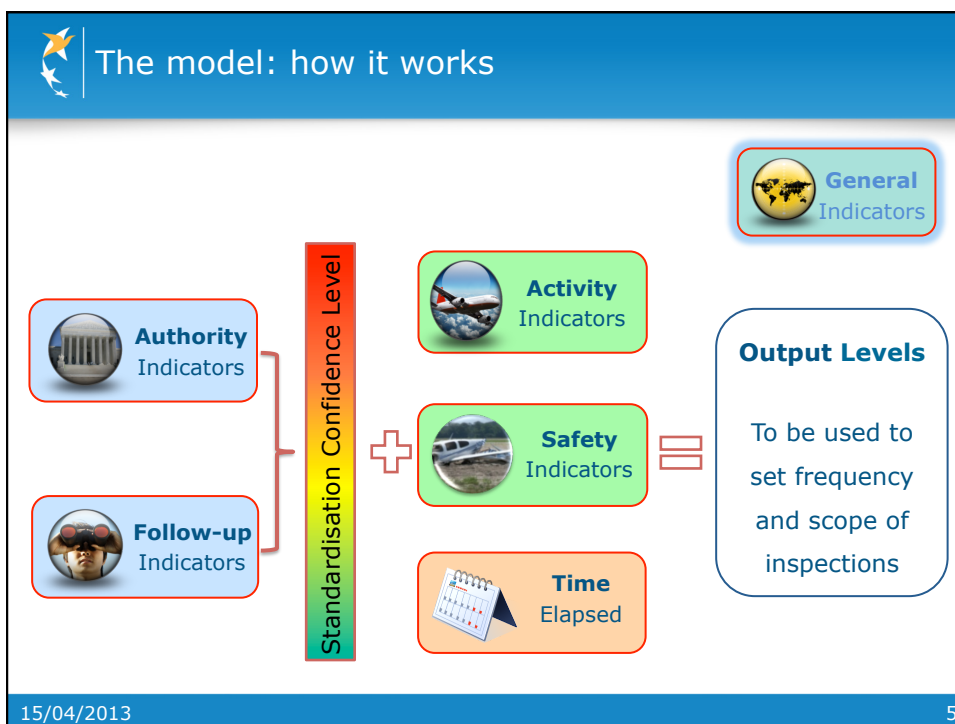 The model: how it works
General
Indicators
Authority
Indicators
Follow-up
Indicators
Standardisation Confidence Level
Activity
Indicators
Safety
Indicators
Time
Elapsed
Output Levels
To be used to
set frequency
and scope of
inspections
15/04/2013
5